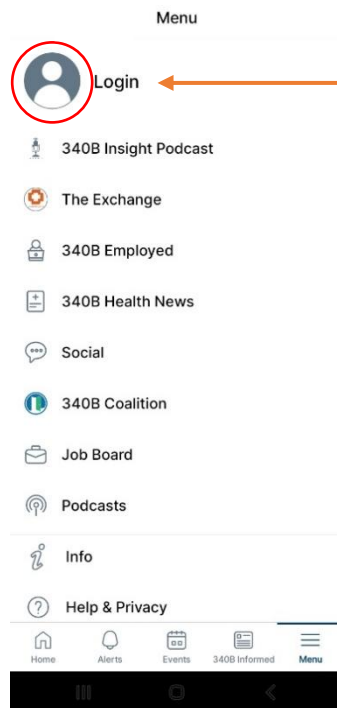 Menu
Login
340B Insight Podcast
The Exchange
340B Employed
340B Health News
Social
340B Coalition
Job Board
Podcasts
Info
Help & Privacy
Home Alerts Events 340B Informed Menu